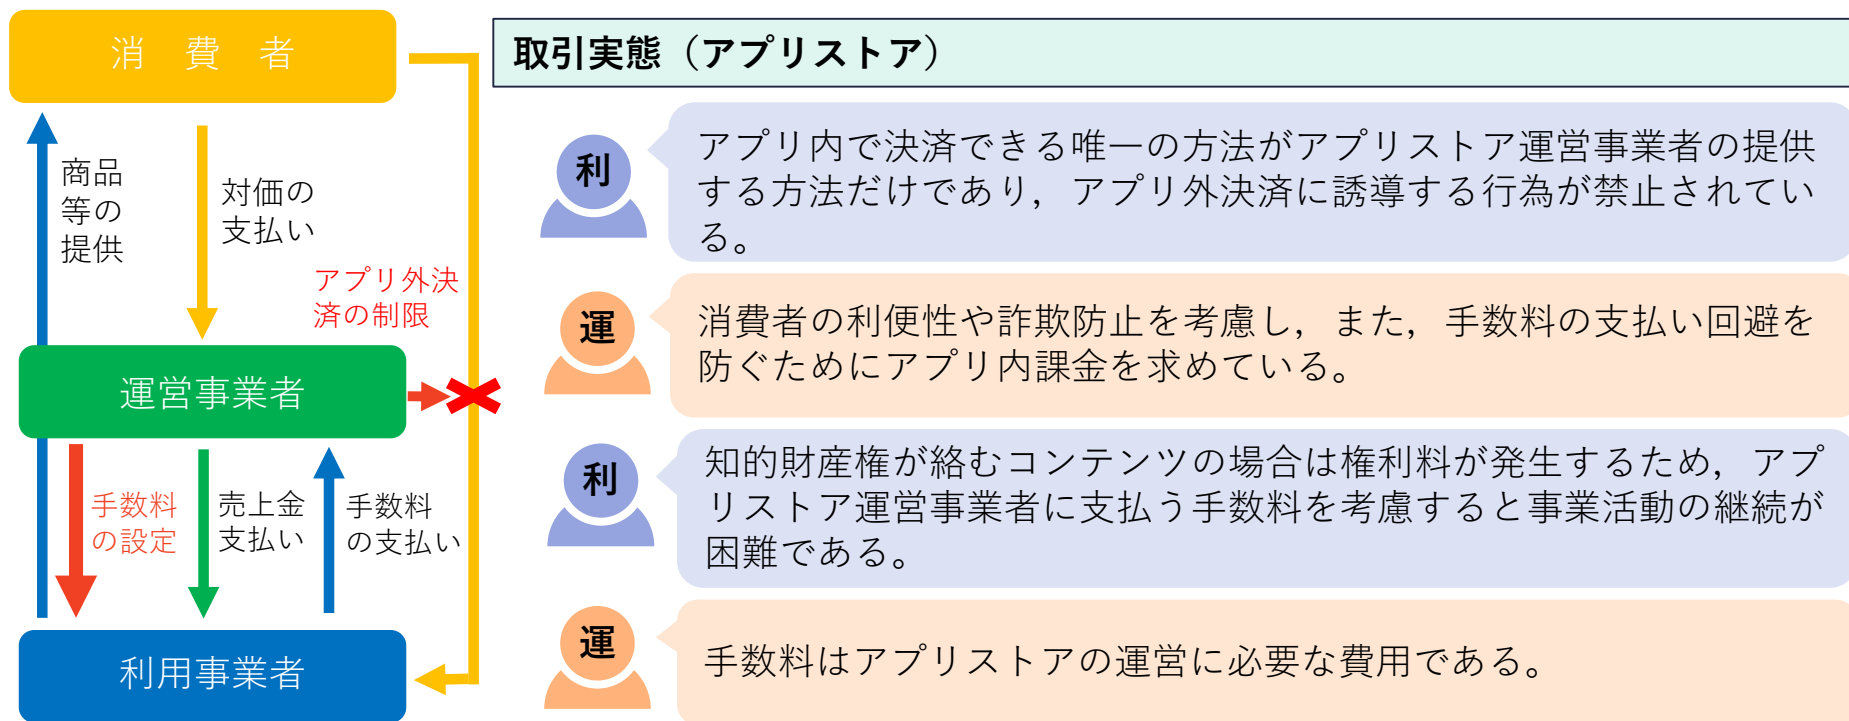 消　費　者
商品
等の
提供
対価の
支払い
アプリ外決
済の制限
運営事業者
手数料
の設定
売上金
支払い
手数料
の支払い
利用事業者
取引実態（アプリストア）
利
アプリ内で決済できる唯一の方法がアプリストア運営事業者の提供
する方法だけであり，アプリ外決済に誘導する行為が禁止されてい
る。
運
消費者の利便性や詐欺防止を考慮し，また，手数料の支払い回避を
防ぐためにアプリ内課金を求めている。
利
知的財産権が絡むコンテンツの場合は権利料が発生するため，アプ
リストア運営事業者に支払う手数料を考慮すると事業活動の継続が
困難である。
運
手数料はアプリストアの運営に必要な費用である。